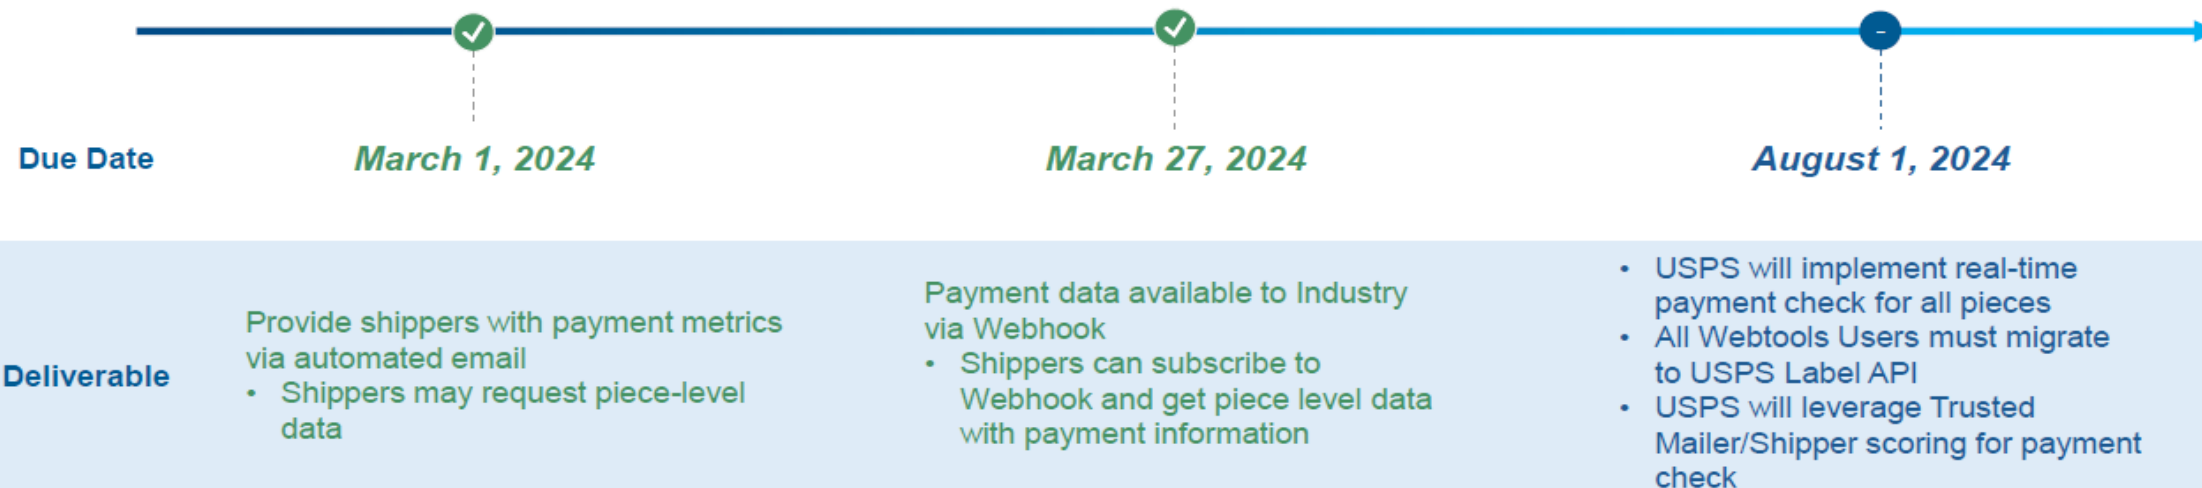 Due Date
March 1, 2024
March 27, 2024
-
August 1, 2024
Deliverable
Provide shippers with payment metrics
via automated email
• Shippers may request piece-level
data
Payment data available to Industry
via Webhook
• Shippers can subscribe to
Webhook and get piece level data
with payment information
• USPS will implement real-time
payment check for all pieces
• All Webtools Users must migrate
to USPS Label API
• USPS will leverage Trusted
Mailer/Shipper scoring for payment
check